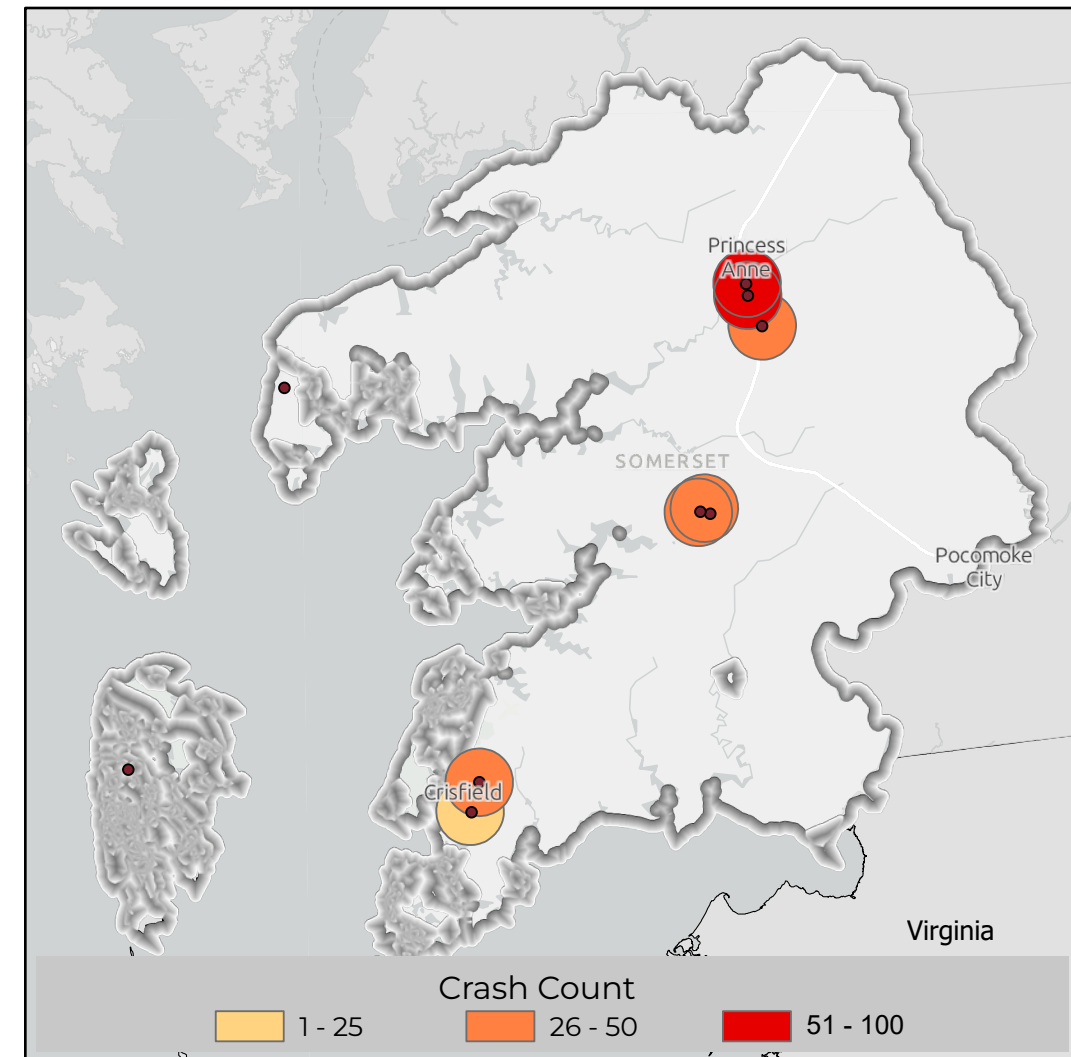 Princess
Anne
SOMERSET
Pocomoke
City
Crisfield
Virginia
Crash Count
1 - 25
26 - 50
51 - 100